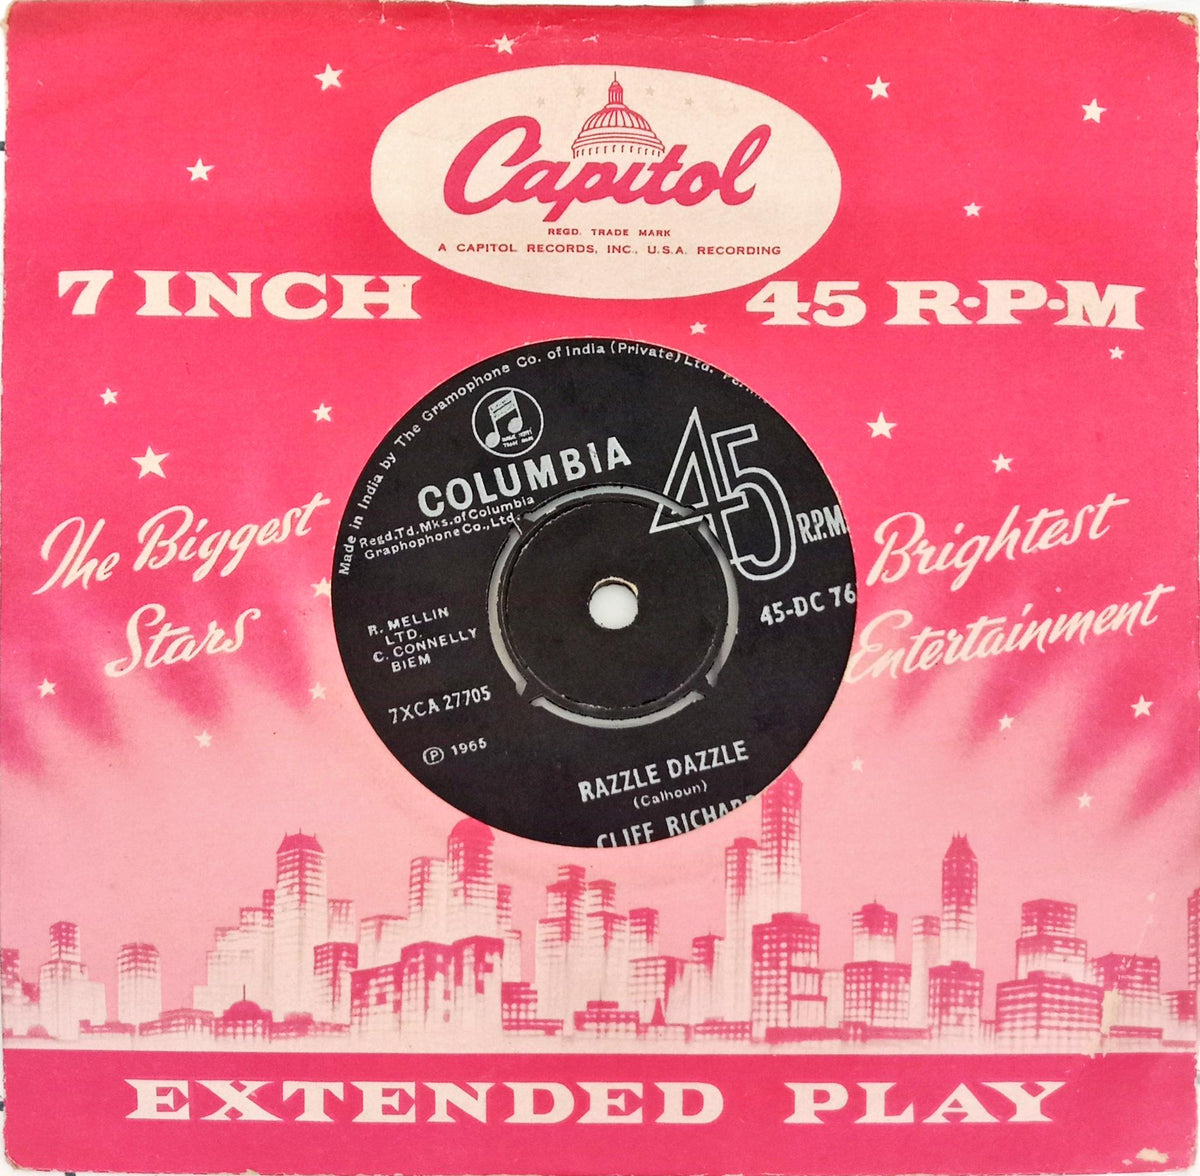 Capitol
REGD. TRADE MARK
A CAPITOL RECORDS, INC., U.S.A. RECORDING
7 INCH
45 R·P·M
Made in India by The Gramophone Co. of India (Private) Ltd.
COLUMBIA
Regd. Td. Mks. of Columbia
Graphophone Co., Ltd.
45
R.P.M.
45-DC 76
R. MELLIN
LTD.
C. CONNELLY
BIEM
7XCA 27705
Ⓟ 1965
RAZZLE DAZZLE
(Calhoun)
CLIFF RICHARD
The Biggest
Stars
Brightest
Entertainment
EXTENDED PLAY